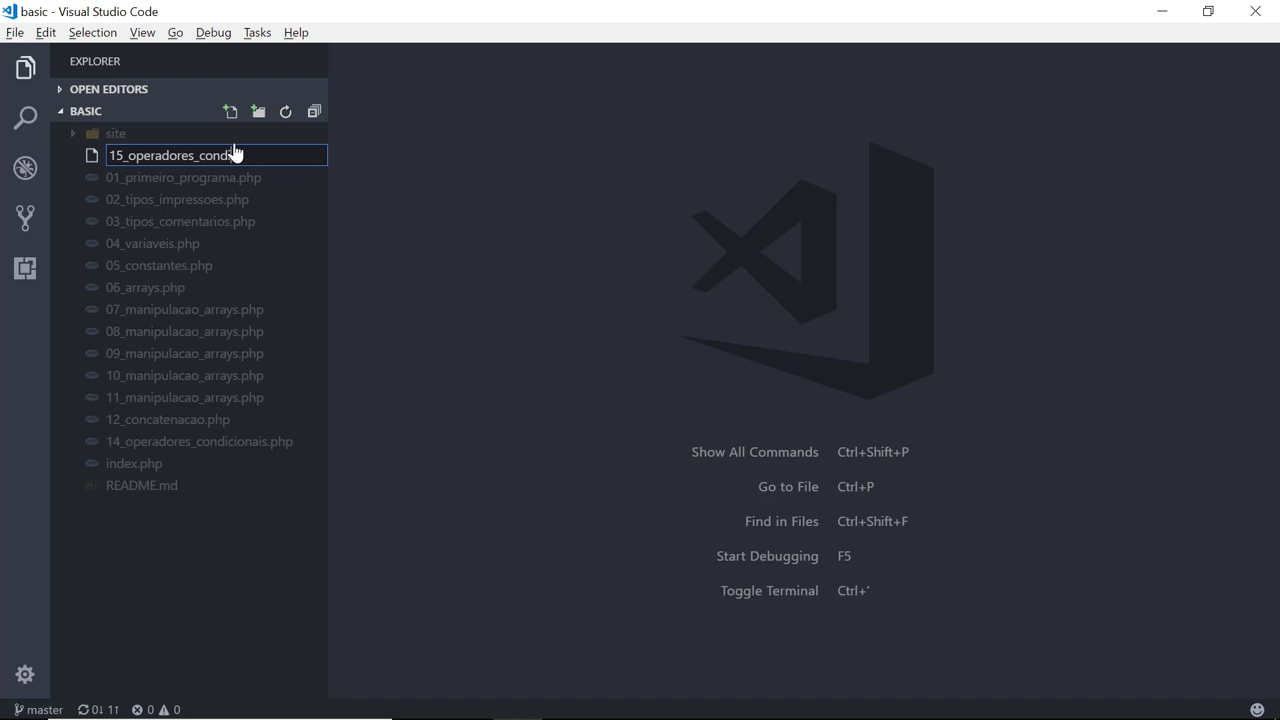 basic - Visual Studio Code
File Edit Selection View Go Debug Tasks Help
EXPLORER
OPEN EDITORS
BASIC
site
15_operadores_cond
01_primeiro_programa.php
02_tipos_impressoes.php
03_tipos_comentarios.php
04_variaveis.php
05_constantes.php
06_arrays.php
07_manipulacao_arrays.php
08_manipulacao_arrays.php
09_manipulacao_arrays.php
10_manipulacao_arrays.php
11_manipulacao_arrays.php
12_concatenacao.php
14_operadores_condicionais.php
index.php
README.md
Show All Commands Ctrl+Shift+P
Go to File Ctrl+P
Find in Files Ctrl+Shift+F
Start Debugging F5
Toggle Terminal Ctrl+'
master 0↓ 1↑ 0 0